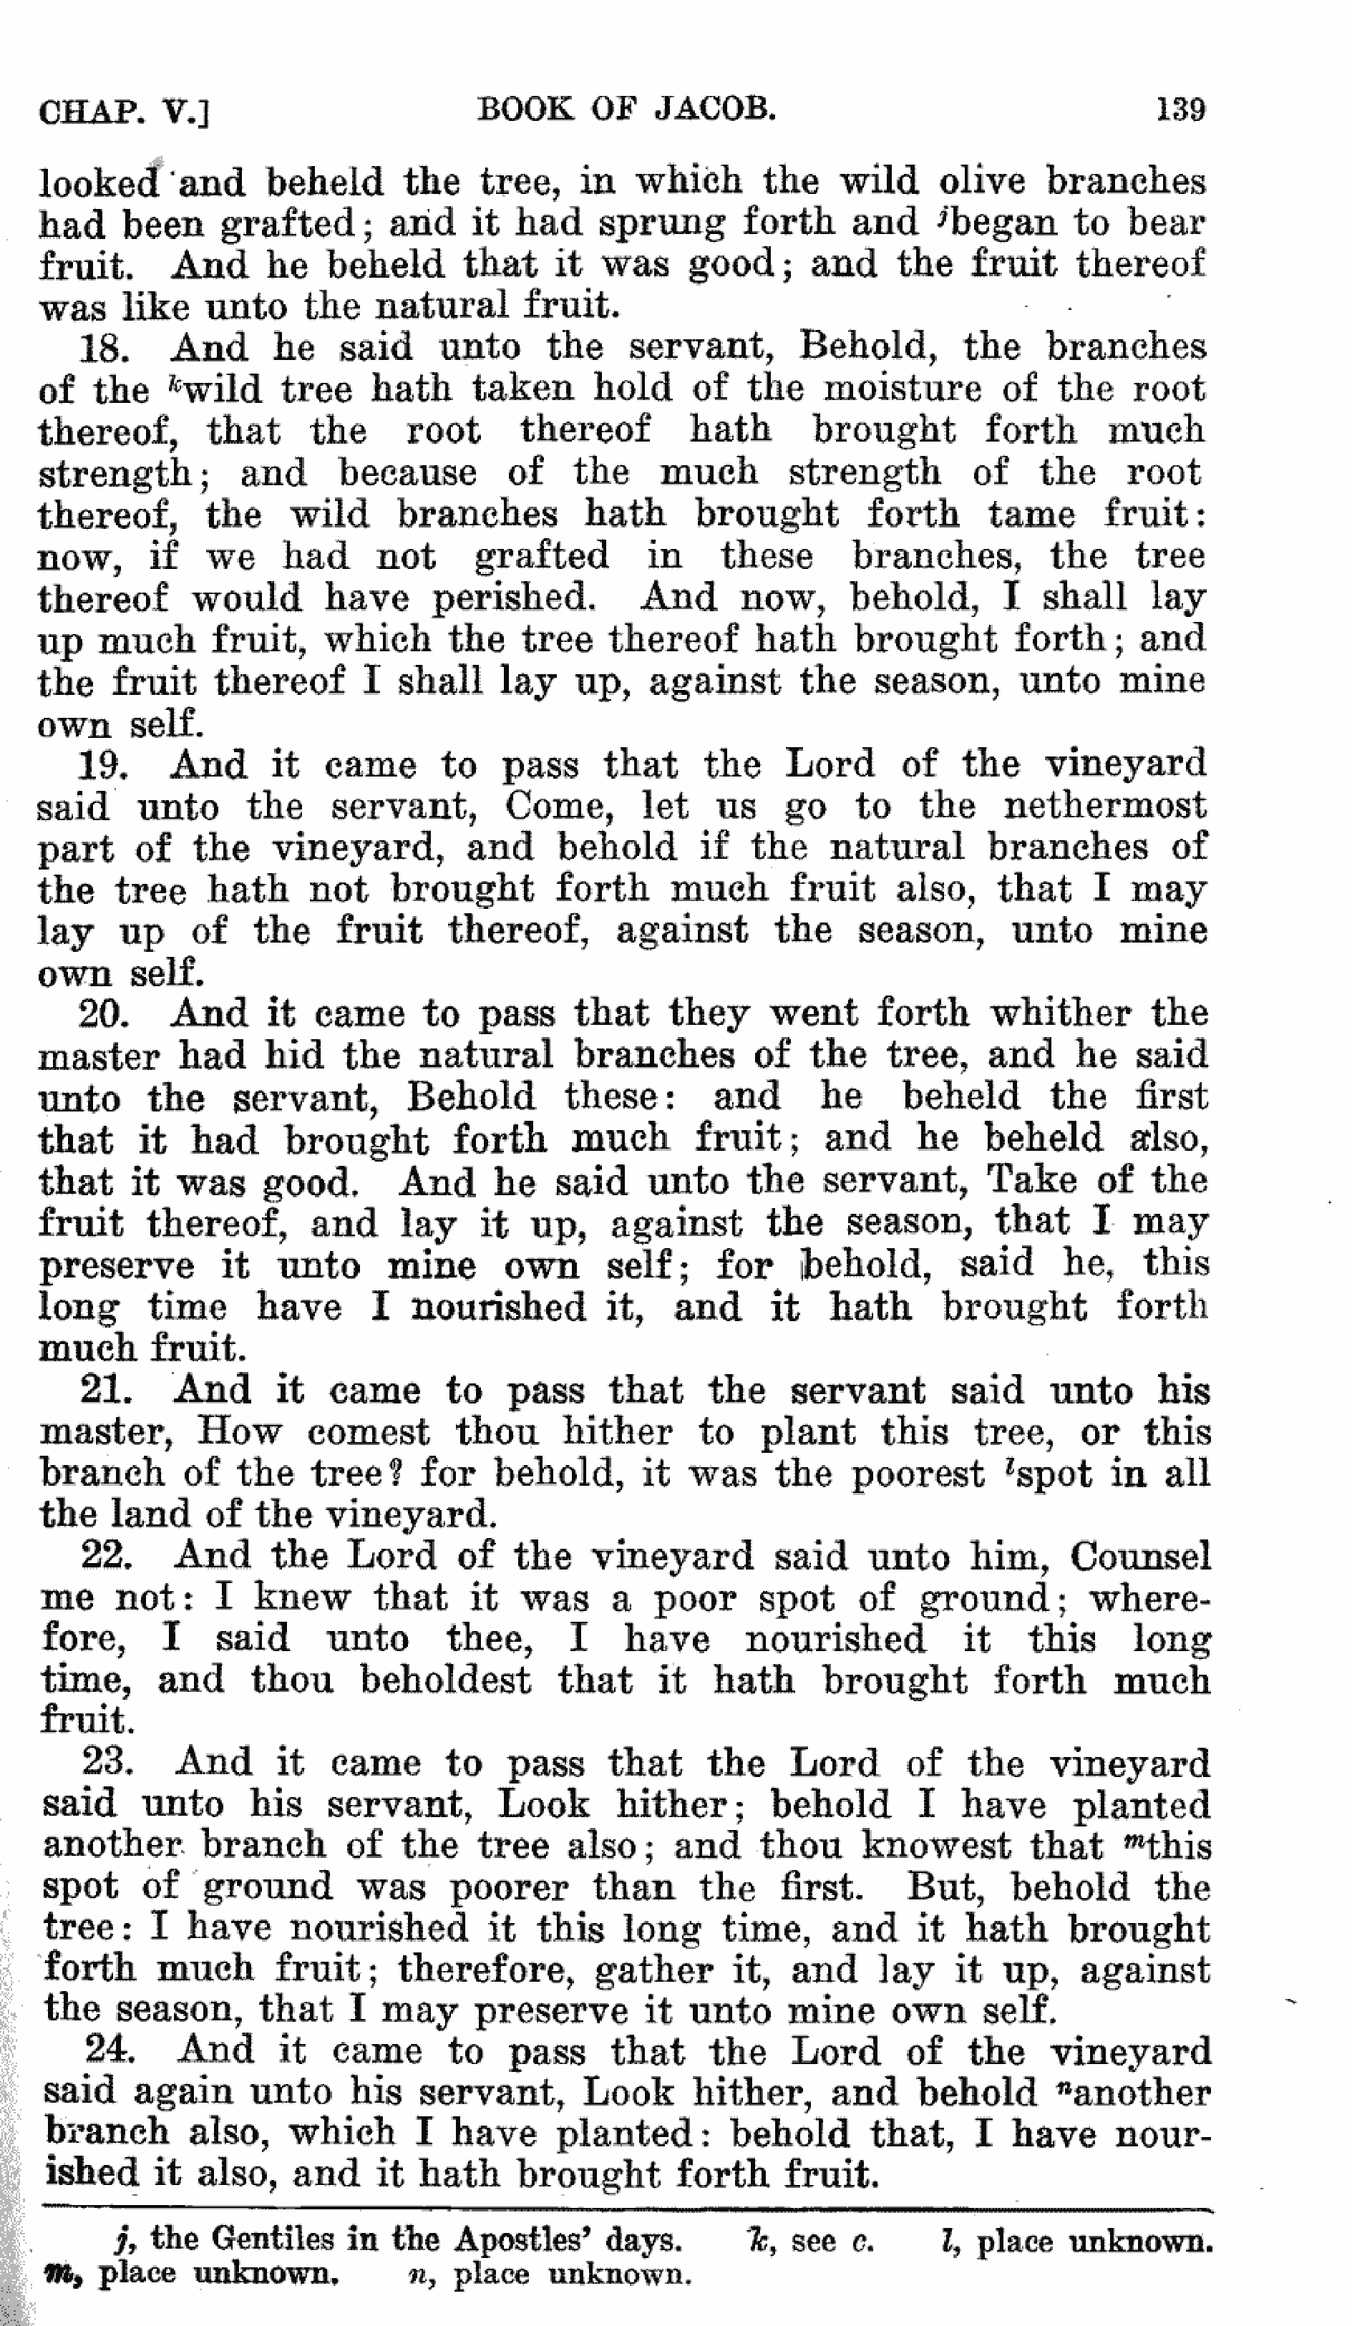 CHAP. V.] BOOK OF JACOB. 139
looked and beheld the tree, in which the wild olive branches
had been grafted; and it had sprung forth and jbegan to bear
fruit. And he beheld that it was good; and the fruit thereof
was like unto the natural fruit.
18. And he said unto the servant, Behold, the branches
of the kwild tree hath taken hold of the moisture of the root
thereof, that the root thereof hath brought forth much
strength; and because of the much strength of the root
thereof, the wild branches hath brought forth tame fruit:
now, if we had not grafted in these branches, the tree
thereof would have perished. And now, behold, I shall lay
up much fruit, which the tree thereof hath brought forth; and
the fruit thereof I shall lay up, against the season, unto mine
own self.
19. And it came to pass that the Lord of the vineyard
said unto the servant, Come, let us go to the nethermost
part of the vineyard, and behold if the natural branches of
the tree hath not brought forth much fruit also, that I may
lay up of the fruit thereof, against the season, unto mine
own self.
20. And it came to pass that they went forth whither the
master had hid the natural branches of the tree, and he said
unto the servant, Behold these: and he beheld the first
that it had brought forth much fruit; and he beheld also,
that it was good. And he said unto the servant, Take of the
fruit thereof, and lay it up, against the season, that I may
preserve it unto mine own self; for behold, said he, this
long time have I nourished it, and it hath brought forth
much fruit.
21. And it came to pass that the servant said unto his
master, How comest thou hither to plant this tree, or this
branch of the tree? for behold, it was the poorest lspot in all
the land of the vineyard.
22. And the Lord of the vineyard said unto him, Counsel
me not: I knew that it was a poor spot of ground; where-
fore, I said unto thee, I have nourished it this long
time, and thou beholdest that it hath brought forth much
fruit.
23. And it came to pass that the Lord of the vineyard
said unto his servant, Look hither; behold I have planted
another branch of the tree also; and thou knowest that mthis
spot of ground was poorer than the first. But, behold the
tree: I have nourished it this long time, and it hath brought
forth much fruit; therefore, gather it, and lay it up, against
the season, that I may preserve it unto mine own self.
24. And it came to pass that the Lord of the vineyard
said again unto his servant, Look hither, and behold nanother
branch also, which I have planted: behold that, I have nour-
ished it also, and it hath brought forth fruit.
j, the Gentiles in the Apostles' days. k, see c. l, place unknown.
m, place unknown. n, place unknown.